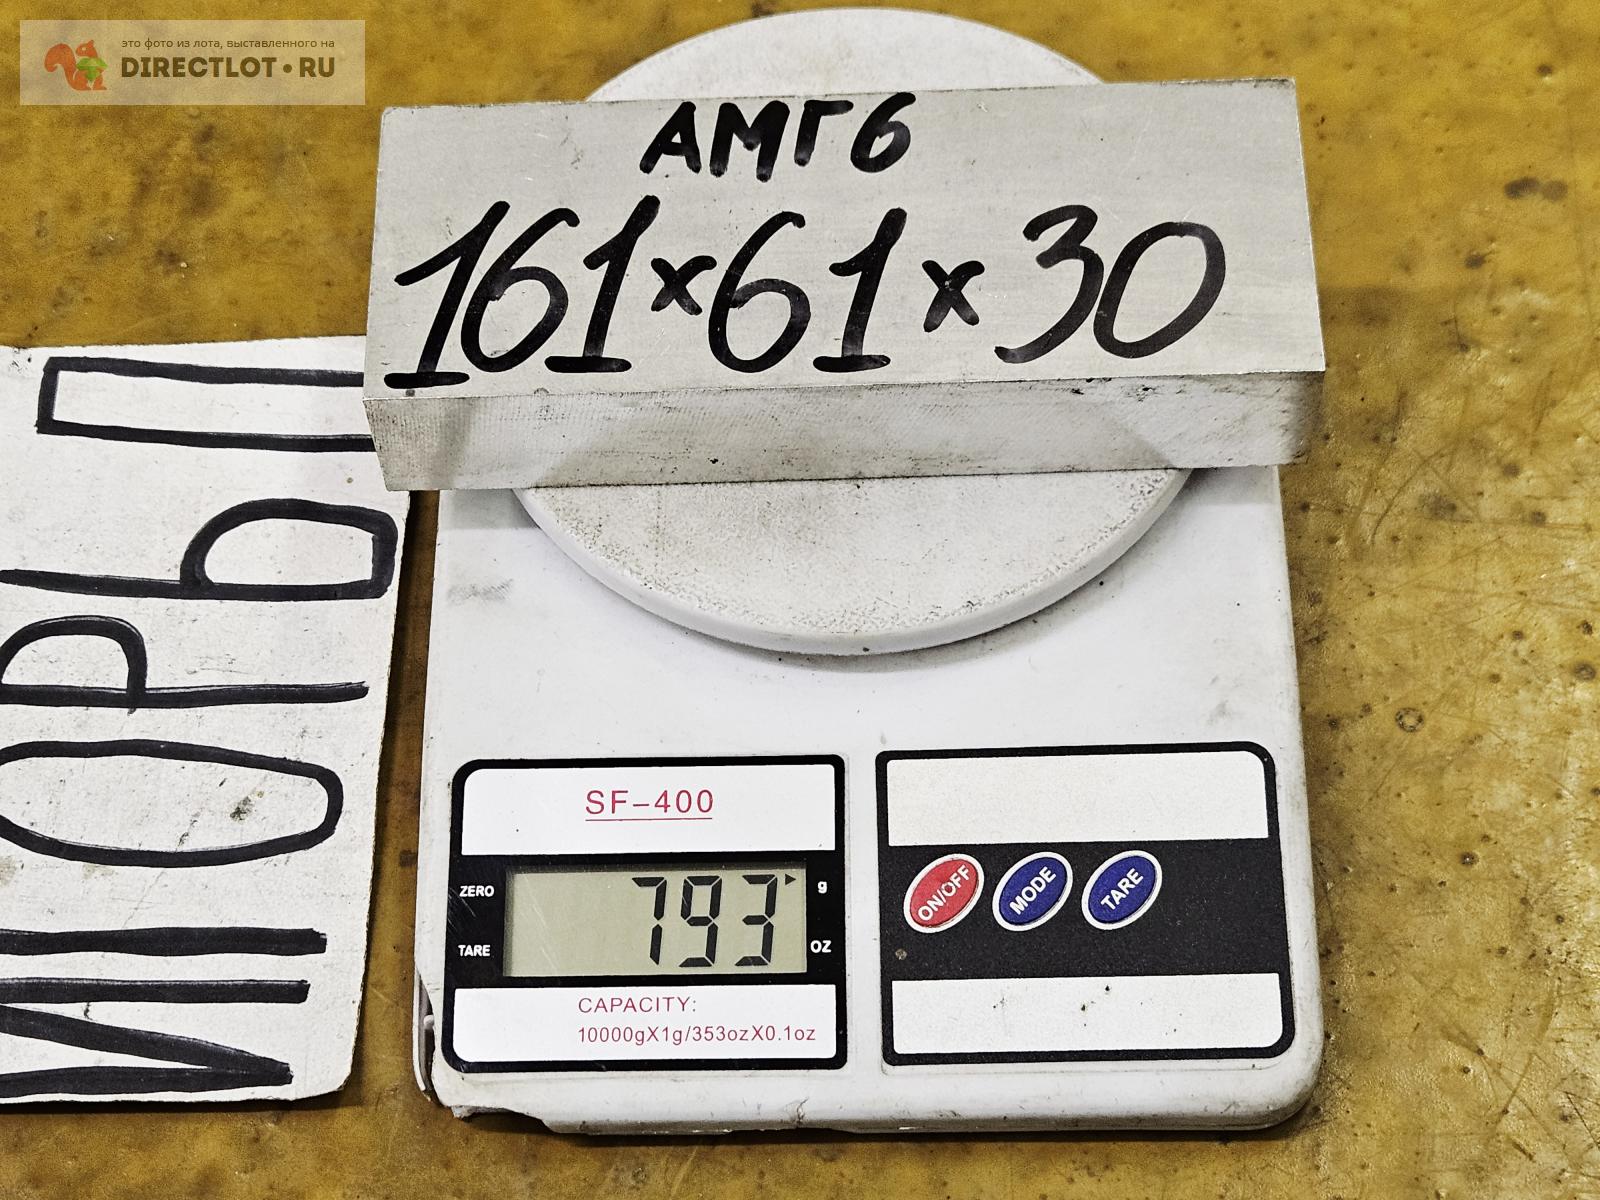 это фото из лота, выставленного на
DIRECTLOT•RU
АМГ6
161×61×30
SF-400
ZERO
793
g
TARE
OZ
CAPACITY:
10000gX1g/353ozX0.1oz
ON/OFF
MODE
TARE